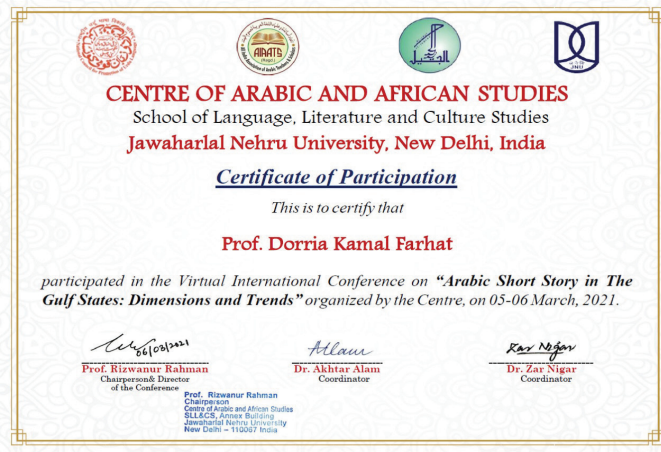 AIRATS
الجيل
JNU
CENTRE OF ARABIC AND AFRICAN STUDIES
School of Language, Literature and Culture Studies
Jawaharlal Nehru University, New Delhi, India
Certificate of Participation
This is to certify that
Prof. Dorria Kamal Farhat
participated in the Virtual International Conference on “Arabic Short Story in The
Gulf States: Dimensions and Trends” organized by the Centre, on 05-06 March, 2021.
06/03/2021
Prof. Rizwanur Rahman
Chairperson& Director
of the Conference
Dr. Akhtar Alam
Coordinator
Zar Nigar
Dr. Zar Nigar
Coordinator
Prof. Rizwanur Rahman
Chairperson
Centre of Arabic and African Studies
SLL&CS, Annex Building
Jawaharlal Nehru University
New Delhi – 110067 India